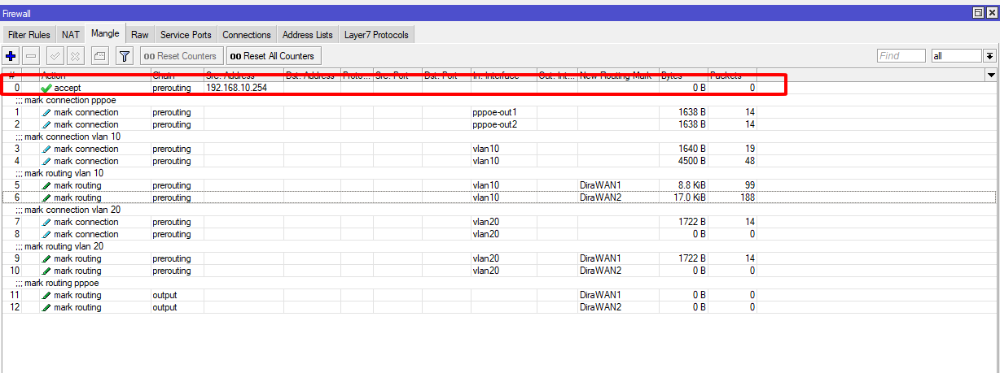 Firewall
Filter Rules NAT Mangle Raw Service Ports Connections Address Lists Layer7 Protocols
00 Reset Counters 00 Reset All Counters Find all
# Action Chain Src. Address Dst. Address Proto... Src. Port Dst. Port In. Interface Out. Int... New Routing Mark Bytes Packets
0 accept prerouting 192.168.10.254 0 B 0
;;; mark connection pppoe
1 mark connection prerouting pppoe-out1 1638 B 14
2 mark connection prerouting pppoe-out2 1638 B 14
;;; mark connection vlan 10
3 mark connection prerouting vlan10 1640 B 19
4 mark connection prerouting vlan10 4500 B 48
;;; mark routing vlan 10
5 mark routing prerouting vlan10 DiraWAN1 8.8 KiB 99
6 mark routing prerouting vlan10 DiraWAN2 17.0 KiB 188
;;; mark connection vlan 20
7 mark connection prerouting vlan20 1722 B 14
8 mark connection prerouting vlan20 0 B 0
;;; mark routing vlan 20
9 mark routing prerouting vlan20 DiraWAN1 1722 B 14
10 mark routing prerouting vlan20 DiraWAN2 0 B 0
;;; mark routing pppoe
11 mark routing output DiraWAN1 0 B 0
12 mark routing output DiraWAN2 0 B 0